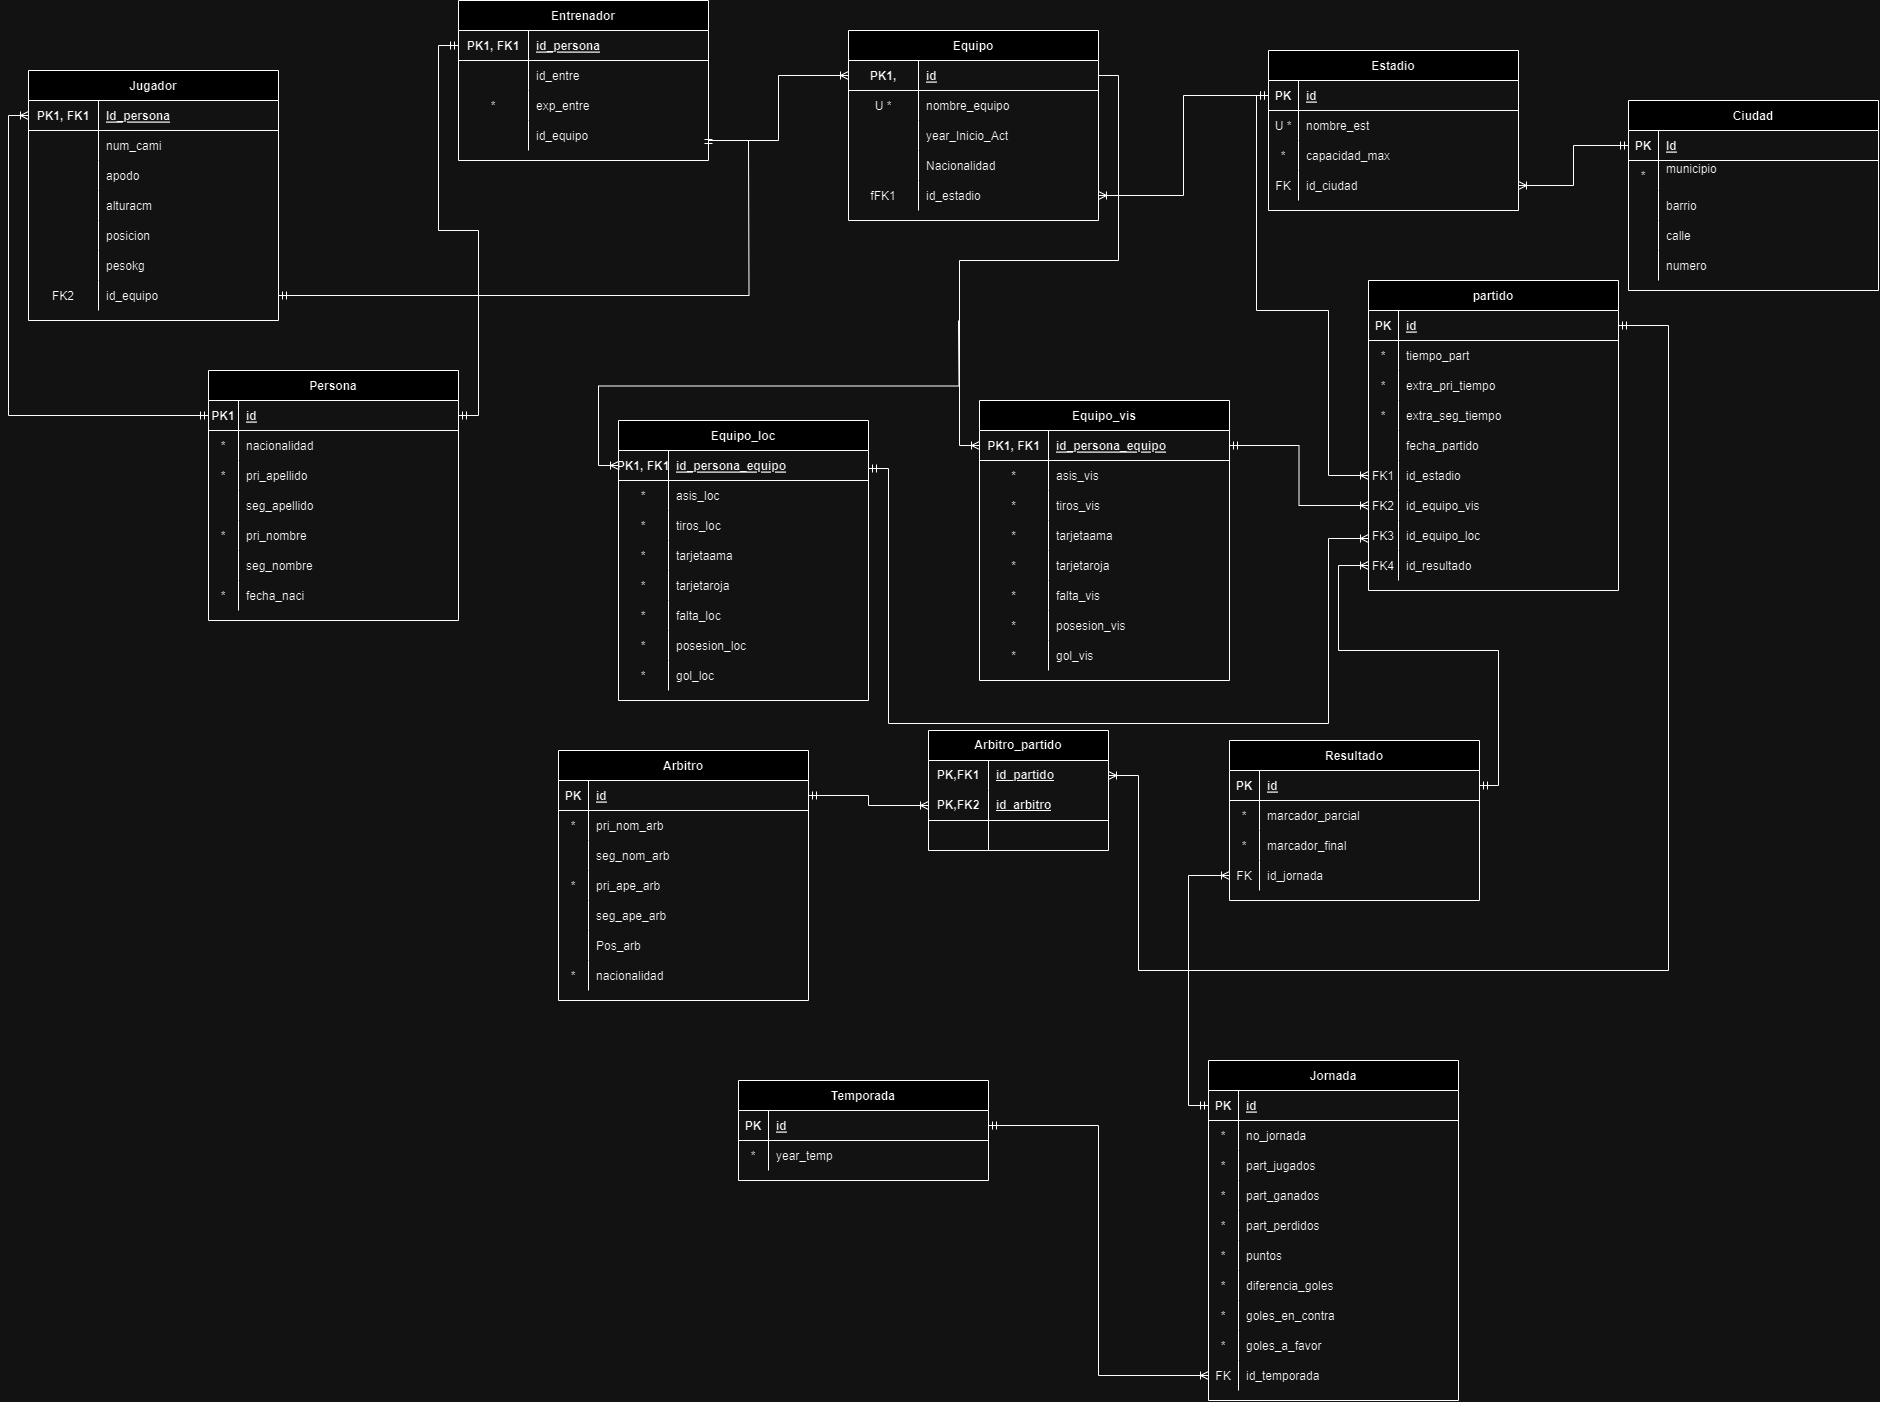 Entrenador
PK1, FK1 id_persona
id_entre
* exp_entre
id_equipo
Equipo
PK1, id
U * nombre_equipo
year_Inicio_Act
Nacionalidad
fFK1 id_estadio
Estadio
PK id
U * nombre_est
* capacidad_max
FK id_ciudad
Ciudad
PK Id
* municipio
barrio
calle
numero
Jugador
PK1, FK1 Id_persona
num_cami
apodo
alturacm
posicion
pesokg
FK2 id_equipo
partido
PK id
* tiempo_part
* extra_pri_tiempo
* extra_seg_tiempo
fecha_partido
FK1 id_estadio
FK2 id_equipo_vis
FK3 id_equipo_loc
FK4 id_resultado
Persona
PK1 id
* nacionalidad
* pri_apellido
seg_apellido
* pri_nombre
seg_nombre
* fecha_naci
Equipo_loc
PK1, FK1 id_persona_equipo
* asis_loc
* tiros_loc
* tarjetaama
* tarjetaroja
* falta_loc
* posesion_loc
* gol_loc
Equipo_vis
PK1, FK1 id_persona_equipo
* asis_vis
* tiros_vis
* tarjetaama
* tarjetaroja
* falta_vis
* posesion_vis
* gol_vis
Arbitro
PK id
* pri_nom_arb
seg_nom_arb
* pri_ape_arb
seg_ape_arb
Pos_arb
* nacionalidad
Arbitro_partido
PK,FK1 id_partido
PK,FK2 id_arbitro
Resultado
PK id
* marcador_parcial
* marcador_final
FK id_jornada
Temporada
PK id
* year_temp
Jornada
PK id
* no_jornada
* part_jugados
* part_ganados
* part_perdidos
* puntos
* diferencia_goles
* goles_en_contra
* goles_a_favor
FK id_temporada